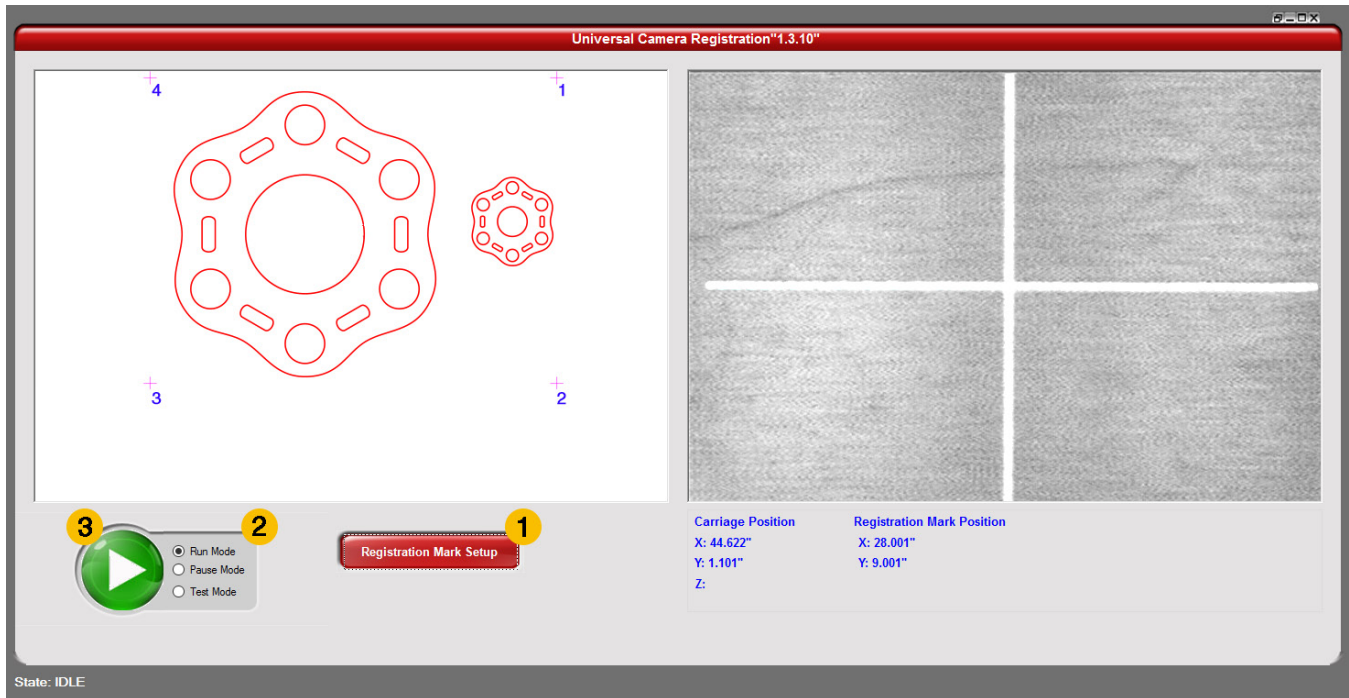 Universal Camera Registration"1.3.10"
4
1
3
2
3
2
1
Run Mode
Pause Mode
Test Mode
Registration Mark Setup
Carriage Position Registration Mark Position
X: 44.622" X: 28.001"
Y: 1.101" Y: 9.001"
Z:
State: IDLE